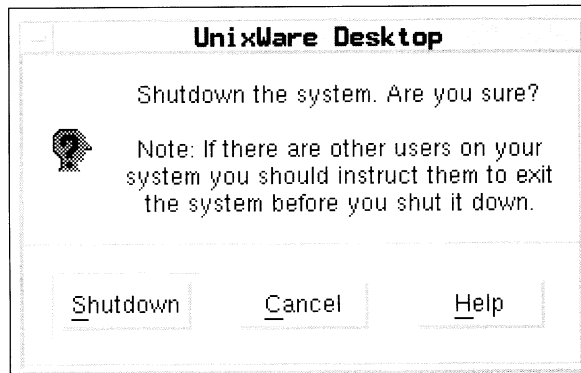 UnixWare Desktop
Shutdown the system. Are you sure?
Note: If there are other users on your
system you should instruct them to exit
the system before you shut it down.
Shutdown
Cancel
Help